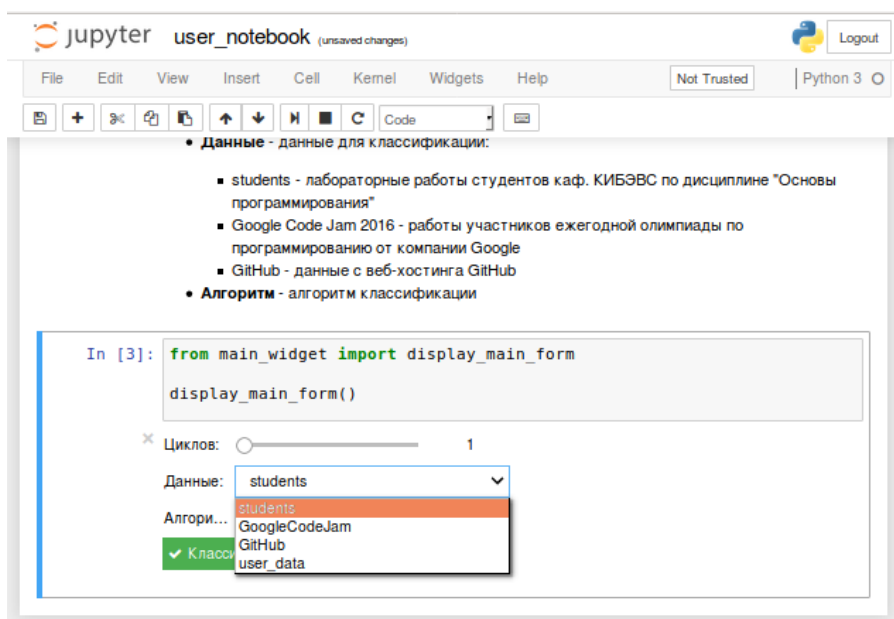 jupyter user_notebook (unsaved changes)
Logout
File Edit View Insert Cell Kernel Widgets Help Not Trusted Python 3
Code
• Данные - данные для классификации:
▪ students - лабораторные работы студентов каф. КИБЭВС по дисциплине "Основы
программирования"
▪ Google Code Jam 2016 - работы участников ежегодной олимпиады по
программированию от компании Google
▪ GitHub - данные с веб-хостинга GitHub
• Алгоритм - алгоритм классификации
In [3]: from main_widget import display_main_form
display_main_form()
Циклов: 1
Данные: students
students
Алгори...
GoogleCodeJam
GitHub
✔ Класси
user_data